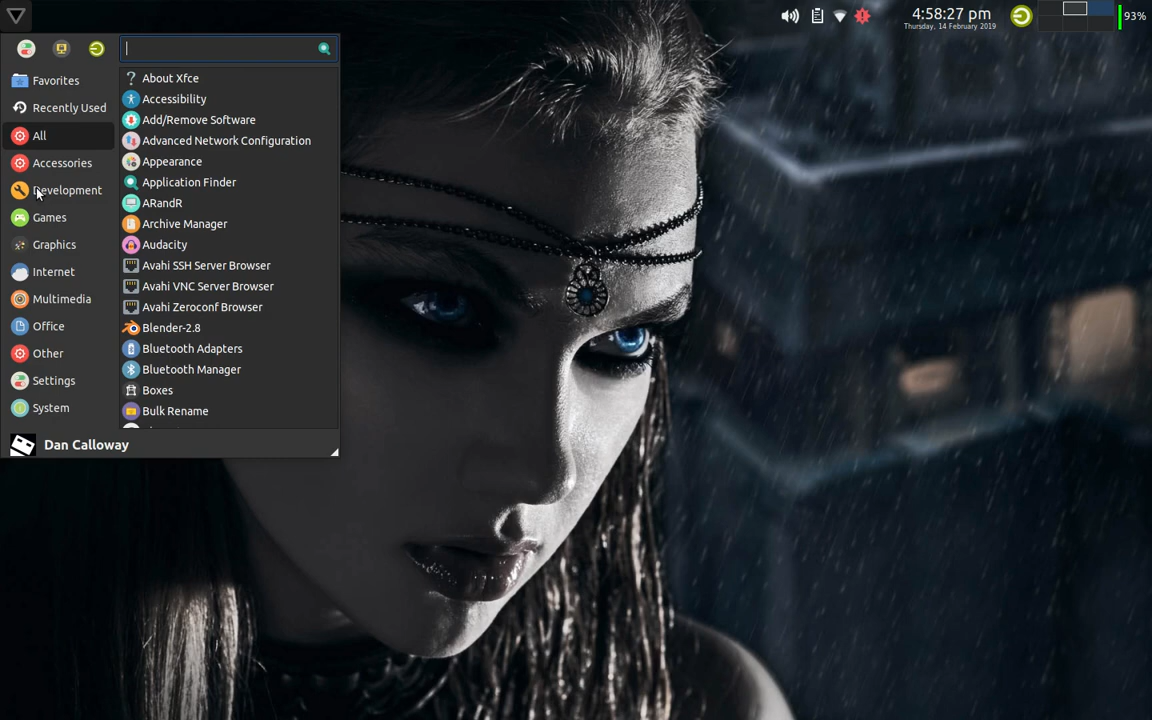 4:58:27 pm
Thursday, 14 February 2019
93%
Favorites
Recently Used
All
Accessories
Development
Games
Graphics
Internet
Multimedia
Office
Other
Settings
System
About Xfce
Accessibility
Add/Remove Software
Advanced Network Configuration
Appearance
Application Finder
ARandR
Archive Manager
Audacity
Avahi SSH Server Browser
Avahi VNC Server Browser
Avahi Zeroconf Browser
Blender-2.8
Bluetooth Adapters
Bluetooth Manager
Boxes
Bulk Rename
Dan Calloway